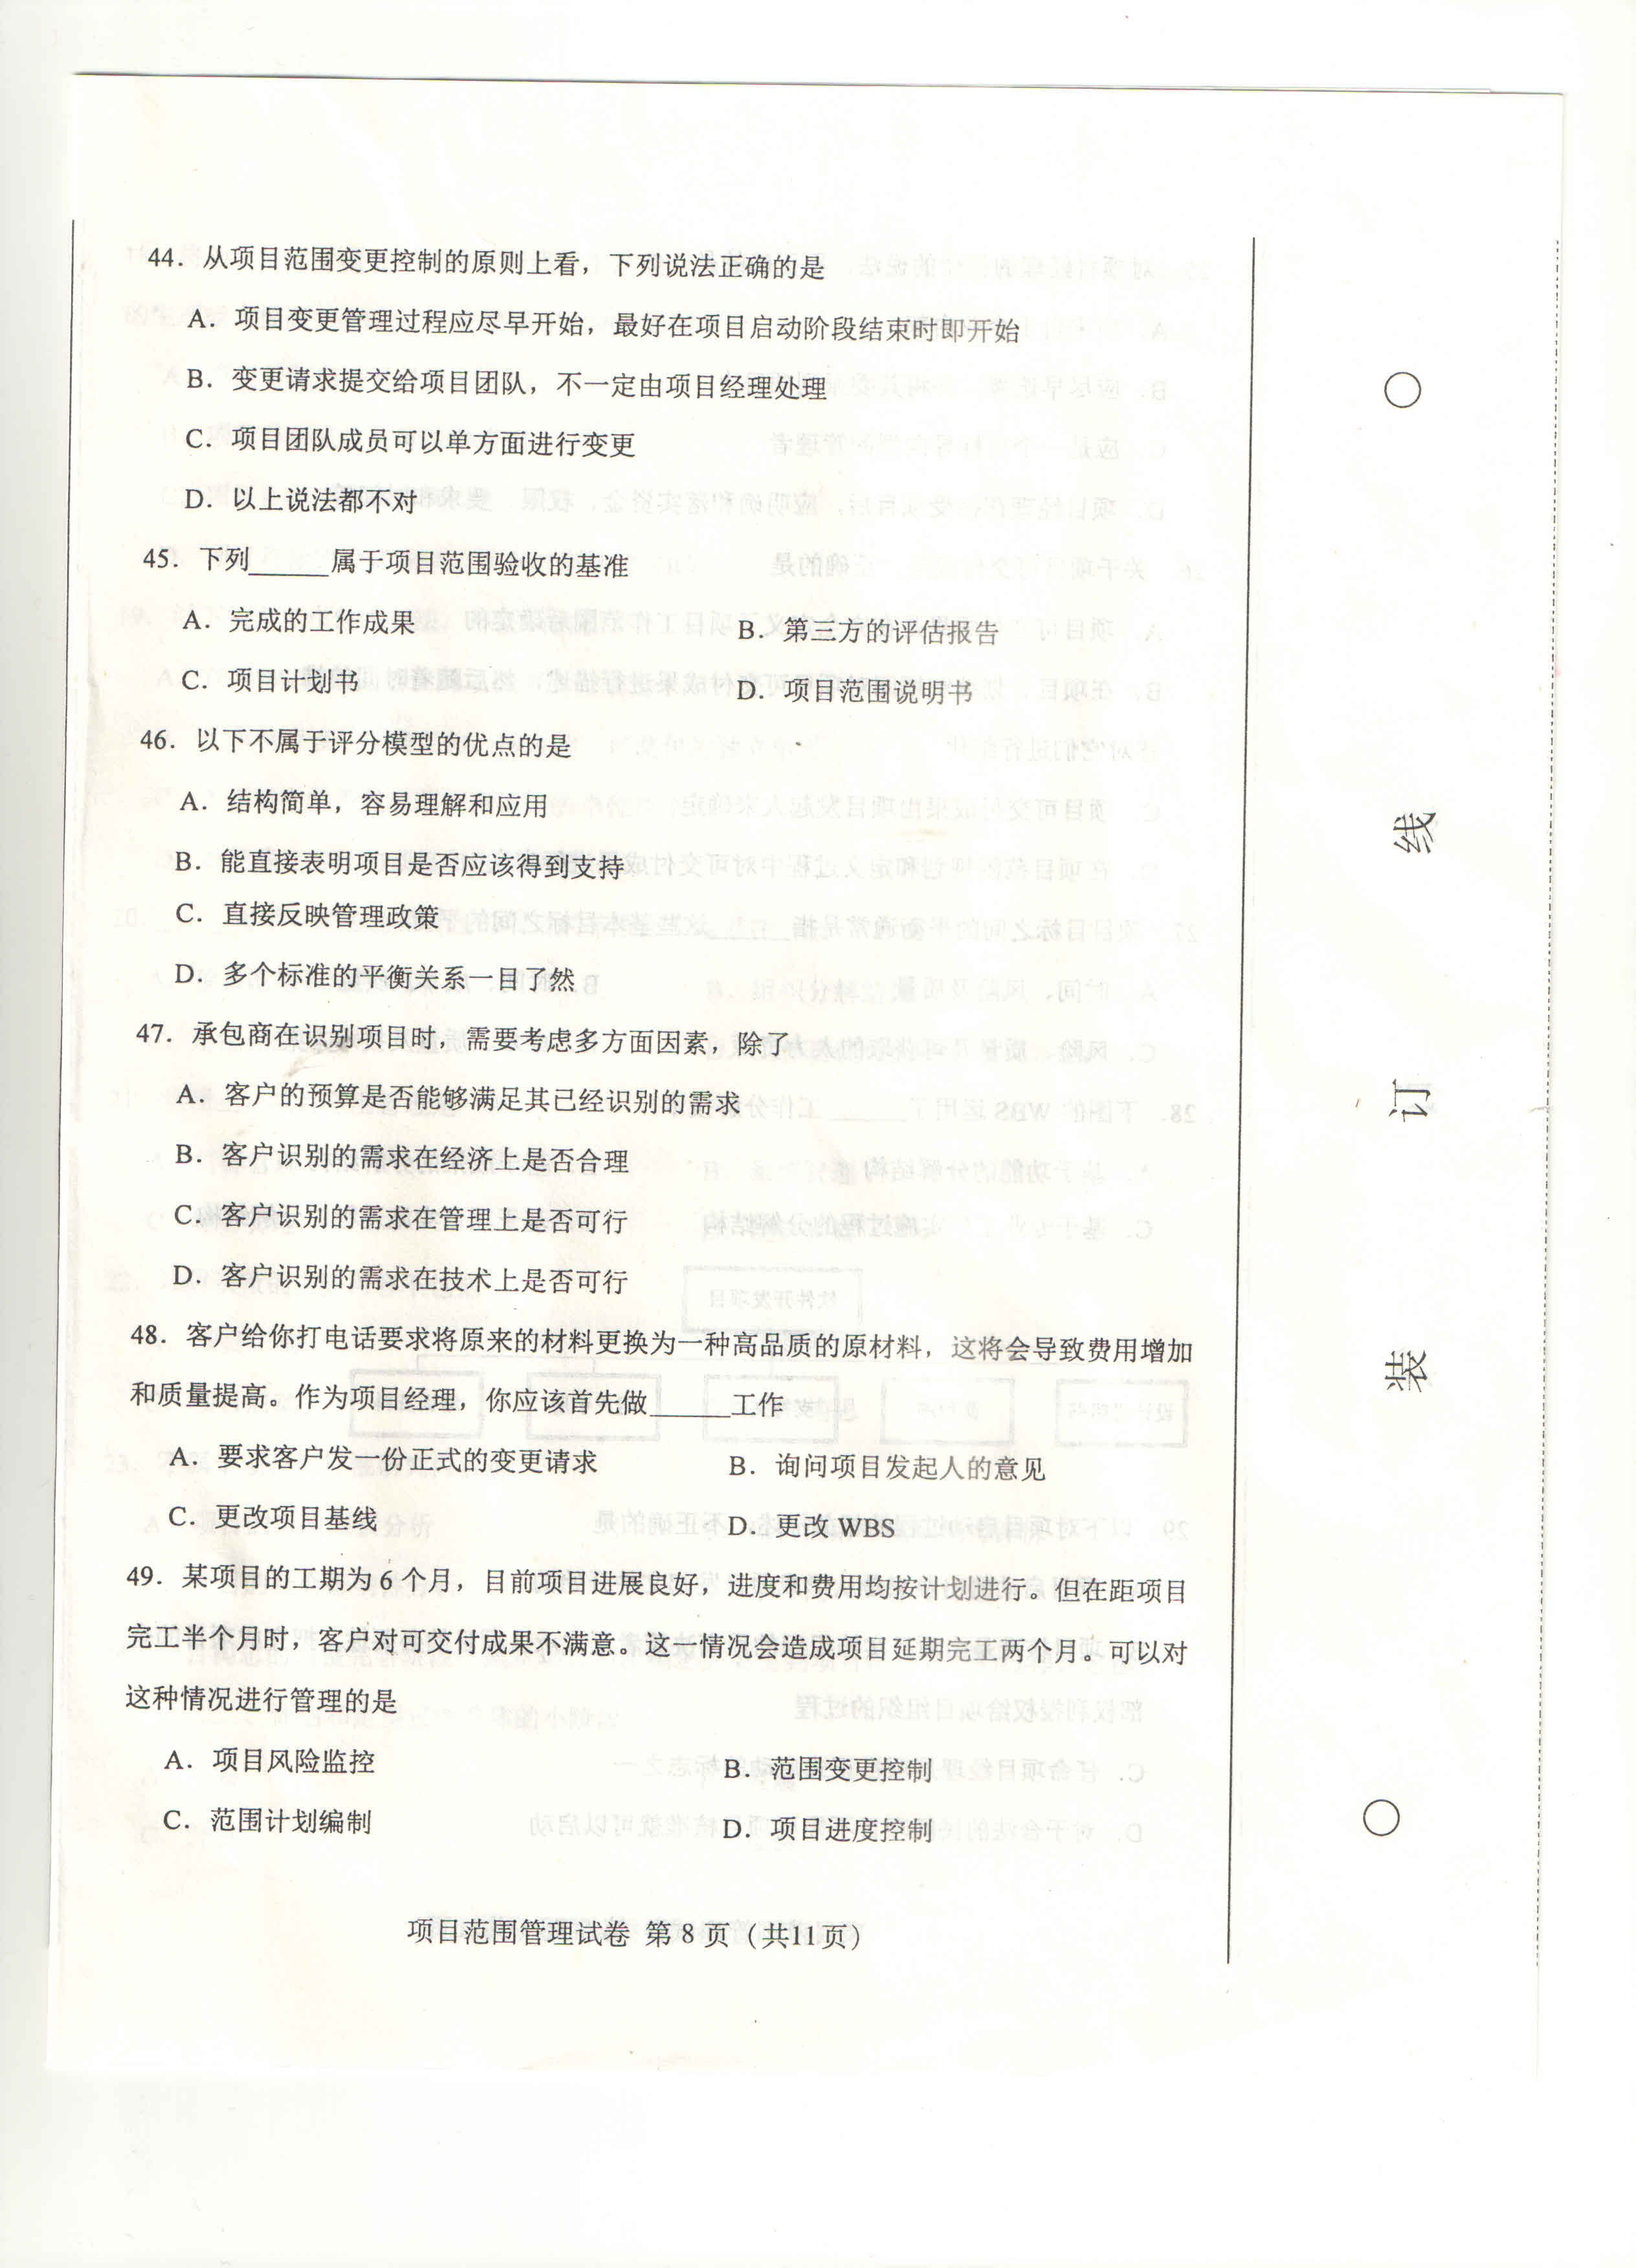 44. 从项目范围变更控制的原则上看，下列说法正确的是
A. 项目变更管理过程应尽早开始，最好在项目启动阶段结束时即开始
B. 变更请求提交给项目团队，不一定由项目经理处理
C. 项目团队成员可以单方面进行变更
D. 以上说法都不对
45. 下列______属于项目范围验收的基准
A. 完成的工作成果 B. 第三方的评估报告
C. 项目计划书 D. 项目范围说明书
46. 以下不属于评分模型的优点的是
A. 结构简单，容易理解和应用
B. 能直接表明项目是否应该得到支持
C. 直接反映管理政策
D. 多个标准的平衡关系一目了然
47. 承包商在识别项目时，需要考虑多方面因素，除了
A. 客户的预算是否能够满足其已经识别的需求
B. 客户识别的需求在经济上是否合理
C. 客户识别的需求在管理上是否可行
D. 客户识别的需求在技术上是否可行
48. 客户给你打电话要求将原来的材料更换为一种高品质的原材料，这将会导致费用增加
和质量提高。作为项目经理，你应该首先做______工作
A. 要求客户发一份正式的变更请求 B. 询问项目发起人的意见
C. 更改项目基线 D. 更改 WBS
49. 某项目的工期为 6 个月，目前项目进展良好，进度和费用均按计划进行。但在距项目
完工半个月时，客户对可交付成果不满意。这一情况会造成项目延期完工两个月。可以对
这种情况进行管理的是
A. 项目风险监控 B. 范围变更控制
C. 范围计划编制 D. 项目进度控制
项目范围管理试卷 第 8 页（共11页）
线
订
装